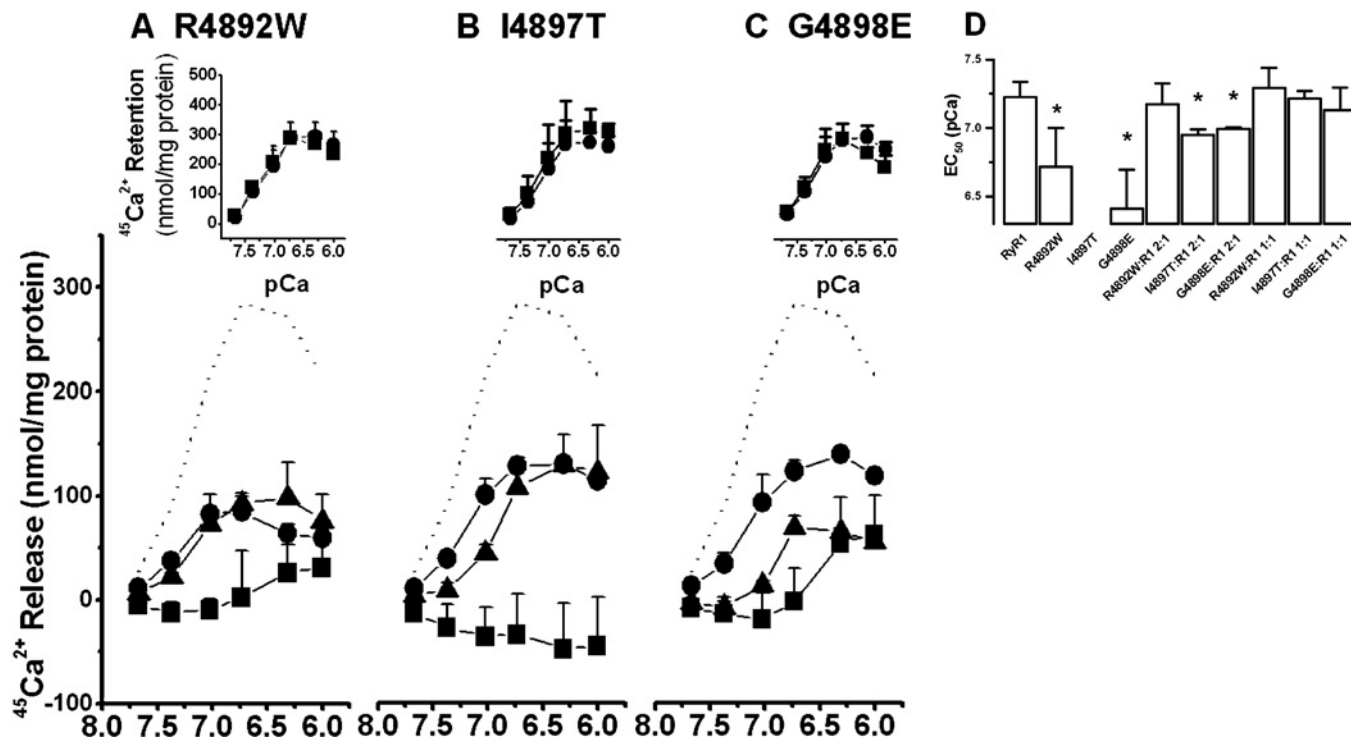 A R4892W
B I4897T
C G4898E
D
45Ca2+ Retention
(nmol/mg protein)
500
400
300
200
100
0
7.5 7.0 6.5 6.0
7.5 7.0 6.5 6.0
7.5 7.0 6.5 6.0
pCa
pCa
pCa
45Ca2+ Release (nmol/mg protein)
300
200
100
0
-100
8.0 7.5 7.0 6.5 6.0
8.0 7.5 7.0 6.5 6.0
8.0 7.5 7.0 6.5 6.0
EC50 (pCa)
7.5
7.0
6.5
*
*
*
*
RyR1
R4892W
I4897T
G4898E
R4892W:R1 2:1
I4897T:R1 2:1
G4898E:R1 2:1
R4892W:R1 1:1
I4897T:R1 1:1
G4898E:R1 1:1